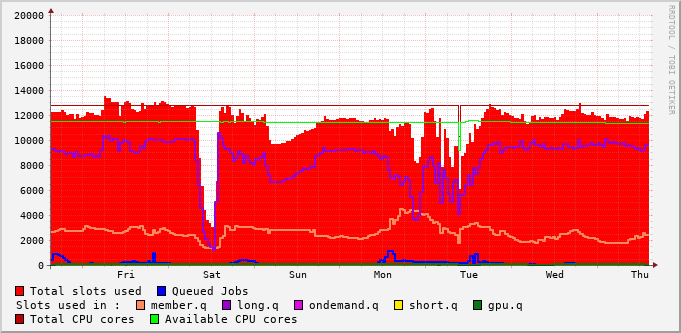 RRDTOOL / TOBI OETIKER
20000
18000
16000
14000
12000
10000
8000
6000
4000
2000
0
Fri Sat Sun Mon Tue Wed Thu
Total slots used Queued Jobs
Slots used in : member.q long.q ondemand.q short.q gpu.q
Total CPU cores Available CPU cores